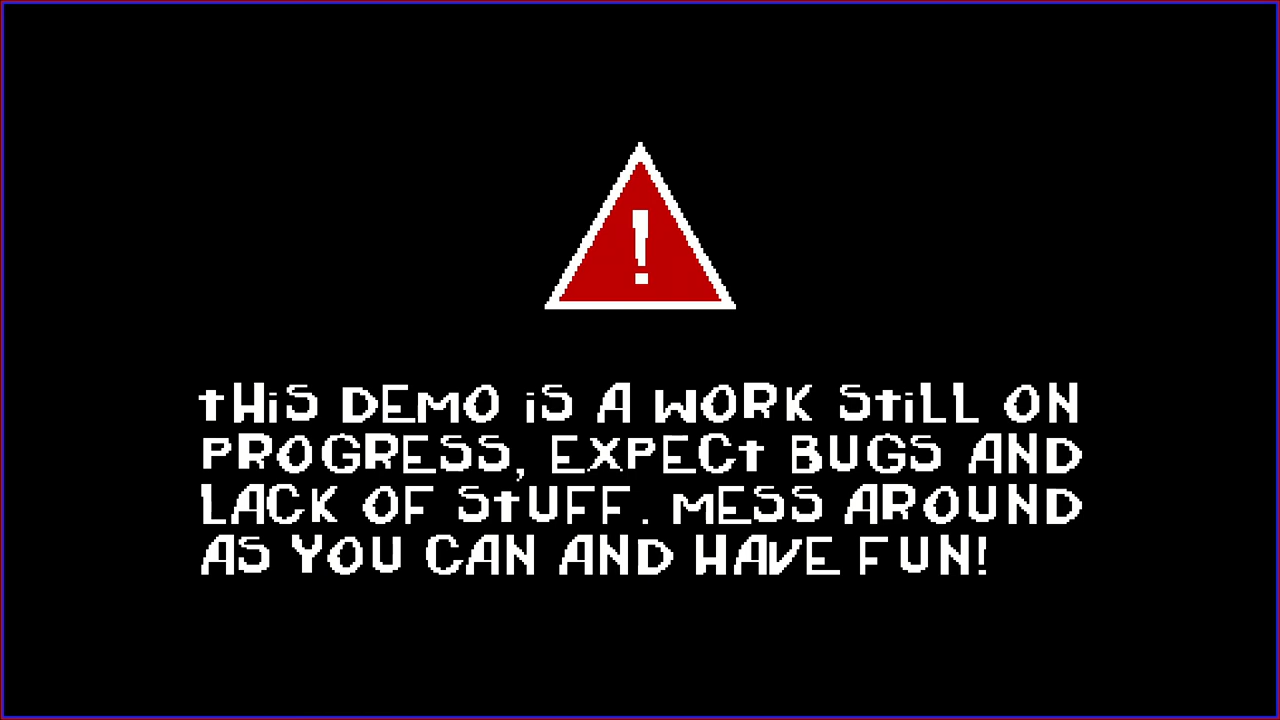 !
tHiS DEMO iS A WORK StiLL ON
PROGRESS, EXPECt BUGS AND
LACK OF StUFF. MESS AROUND
AS YOU CAN AND HAVE FUN!